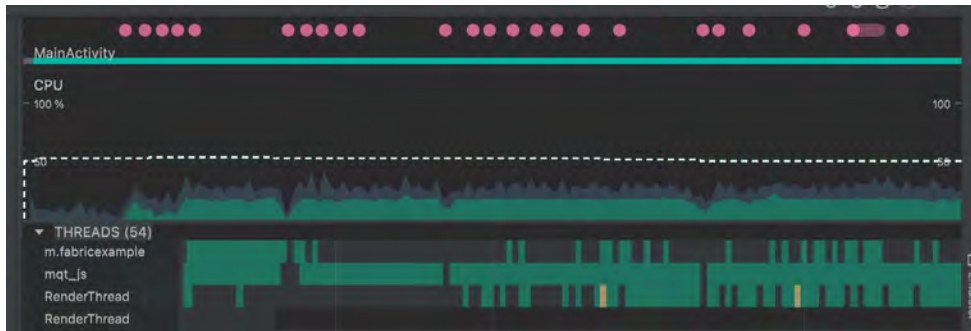 MainActivity
CPU
100 %
100
50
50
THREADS (54)
m.fabricexample
mqt_js
RenderThread
RenderThread